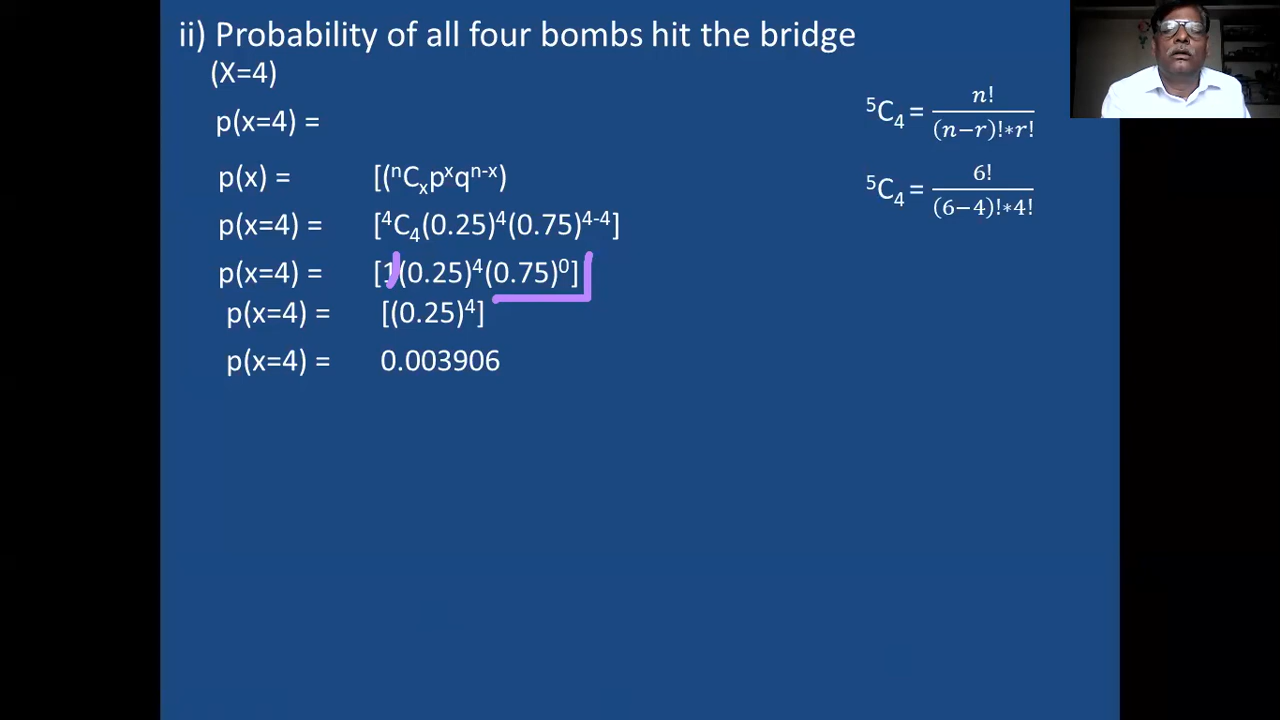 ii) Probability of all four bombs hit the bridge
(X=4)
p(x=4) =
p(x) = [(ⁿCₓpˣqⁿ⁻ˣ)
p(x=4) = [⁴C₄(0.25)⁴(0.75)⁴⁻⁴]
p(x=4) = [1(0.25)⁴(0.75)⁰]
p(x=4) = [(0.25)⁴]
p(x=4) = 0.003906
⁵C₄ = n!/((n−r)!∗r!)
⁵C₄ = 6!/((6−4)!∗4!)